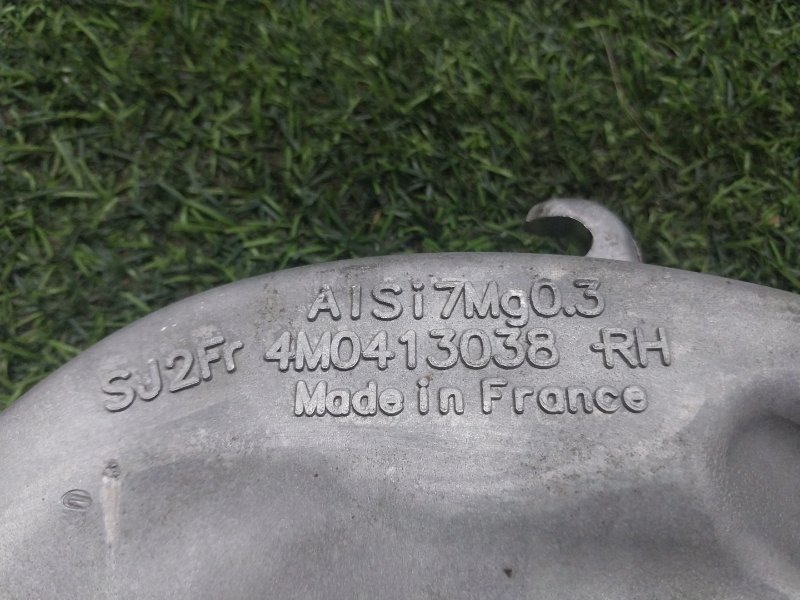 AlSi7Mg0.3
SJ2Fr 4M0413038 -RH
Made in France